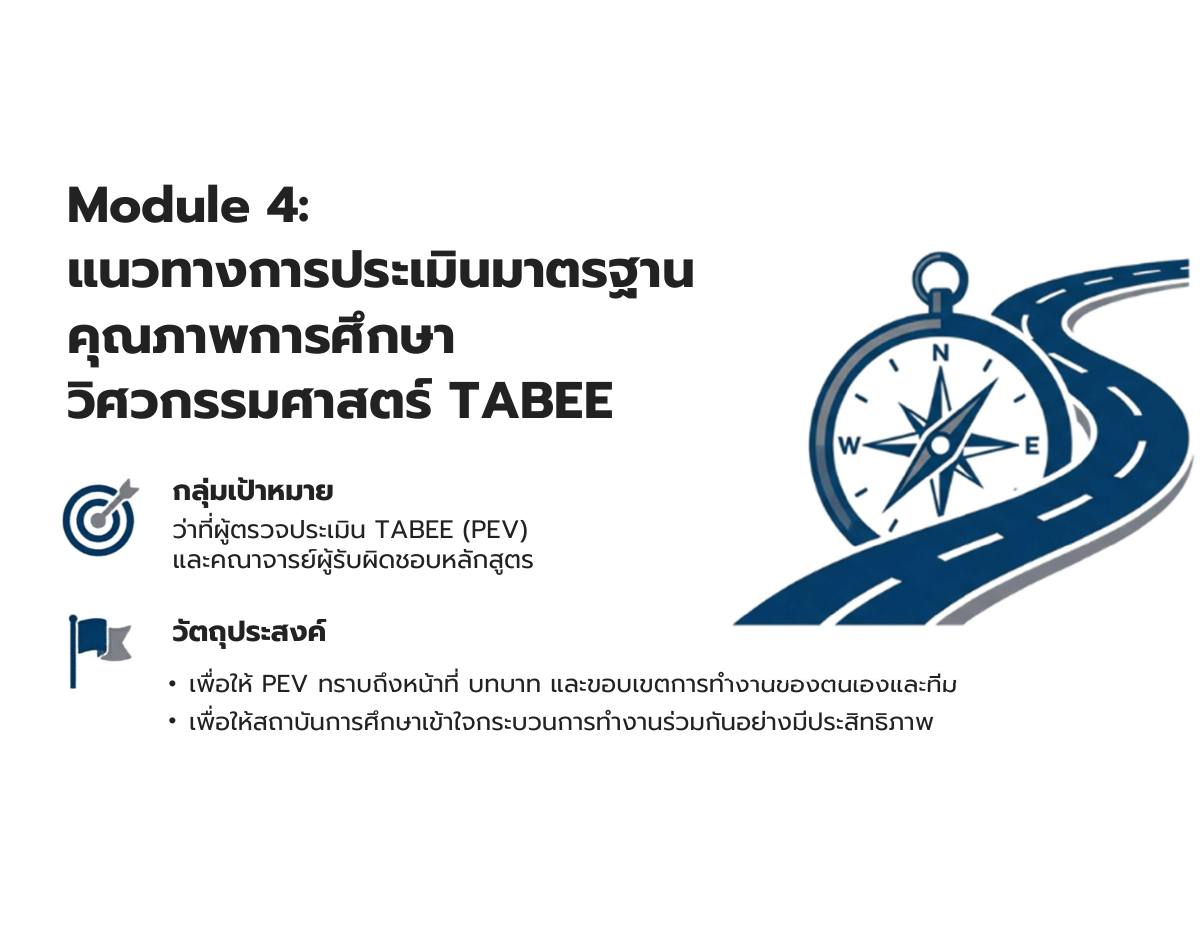 Module 4:
แนวทางการประเมินมาตรฐาน
คุณภาพการศึกษา
วิศวกรรมศาสตร์ TABEE
กลุ่มเป้าหมาย
ว่าที่ผู้ตรวจประเมิน TABEE (PEV)
และคณาจารย์ผู้รับผิดชอบหลักสูตร
วัตถุประสงค์
• เพื่อให้ PEV ทราบถึงหน้าที่ บทบาท และขอบเขตการทำงานของตนเองและทีม
• เพื่อให้สถาบันการศึกษาเข้าใจกระบวนการทำงานร่วมกันอย่างมีประสิทธิภาพ
N
W
E